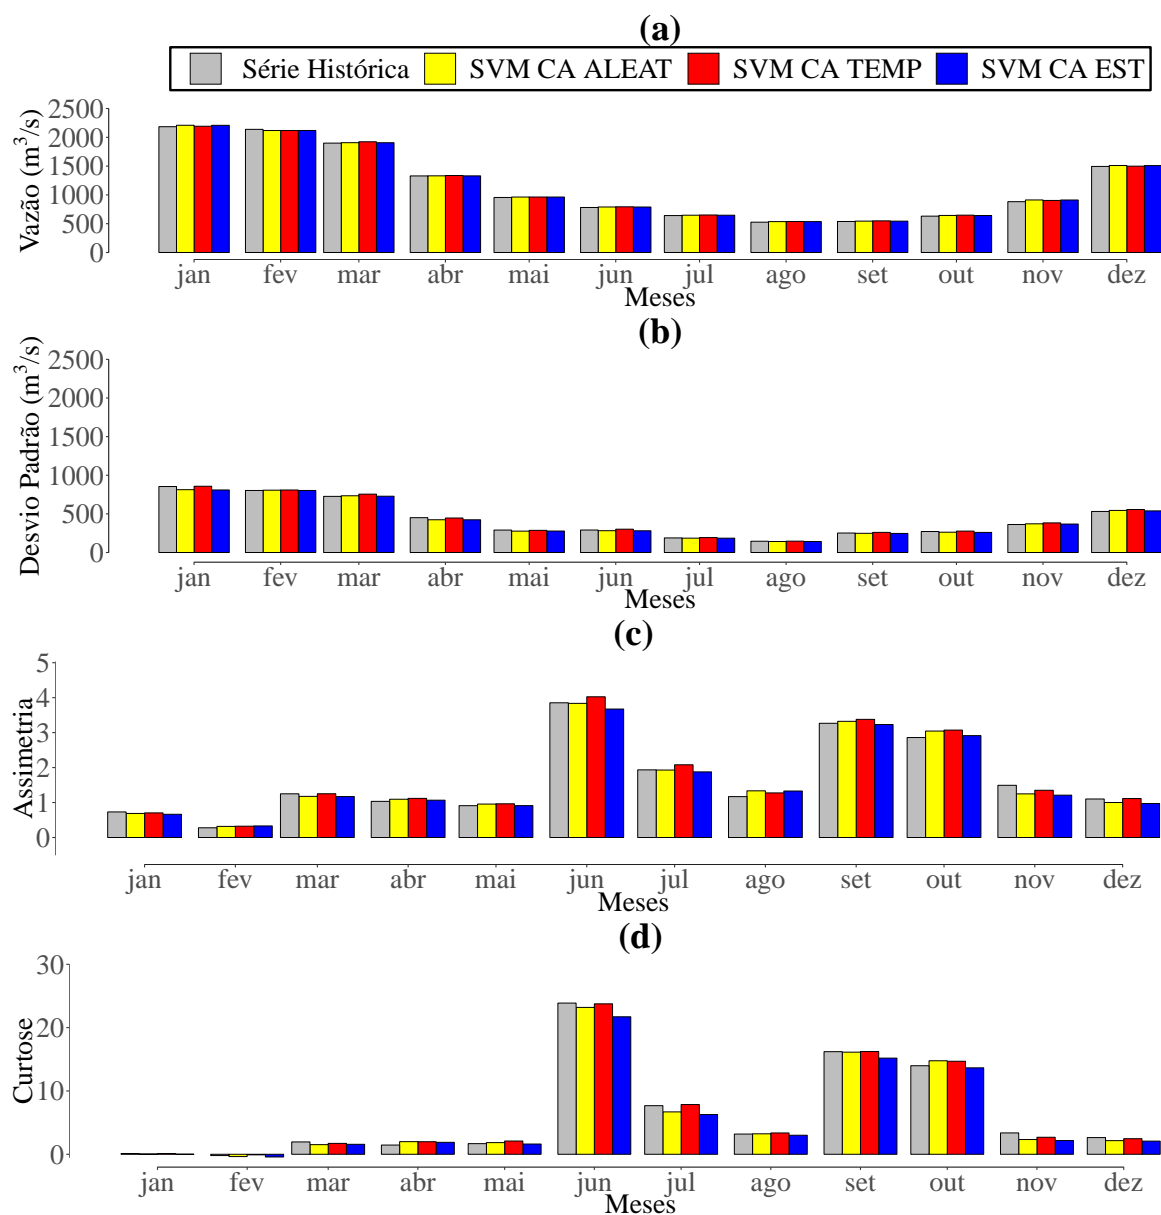 (a)
Série Histórica SVM CA ALEAT SVM CA TEMP SVM CA EST
Vazão (m³/s)
2500
2000
1500
1000
500
0
jan fev mar abr mai jun jul ago set out nov dez
Meses
(b)
Desvio Padrão (m³/s)
2500
2000
1500
1000
500
0
jan fev mar abr mai jun jul ago set out nov dez
Meses
(c)
Assimetria
5
4
3
2
1
0
jan fev mar abr mai jun jul ago set out nov dez
Meses
(d)
Curtose
30
20
10
0
jan fev mar abr mai jun jul ago set out nov dez
Meses